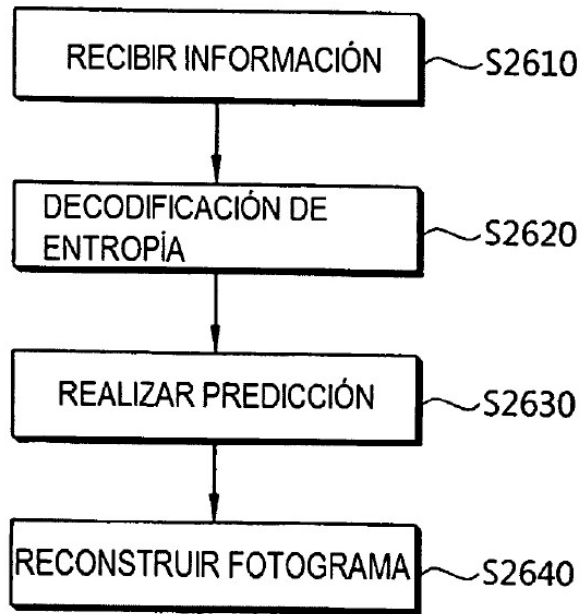 RECIBIR INFORMACIÓN
S2610
DECODIFICACIÓN DE
ENTROPÍA
S2620
REALIZAR PREDICCIÓN
S2630
RECONSTRUIR FOTOGRAMA
S2640